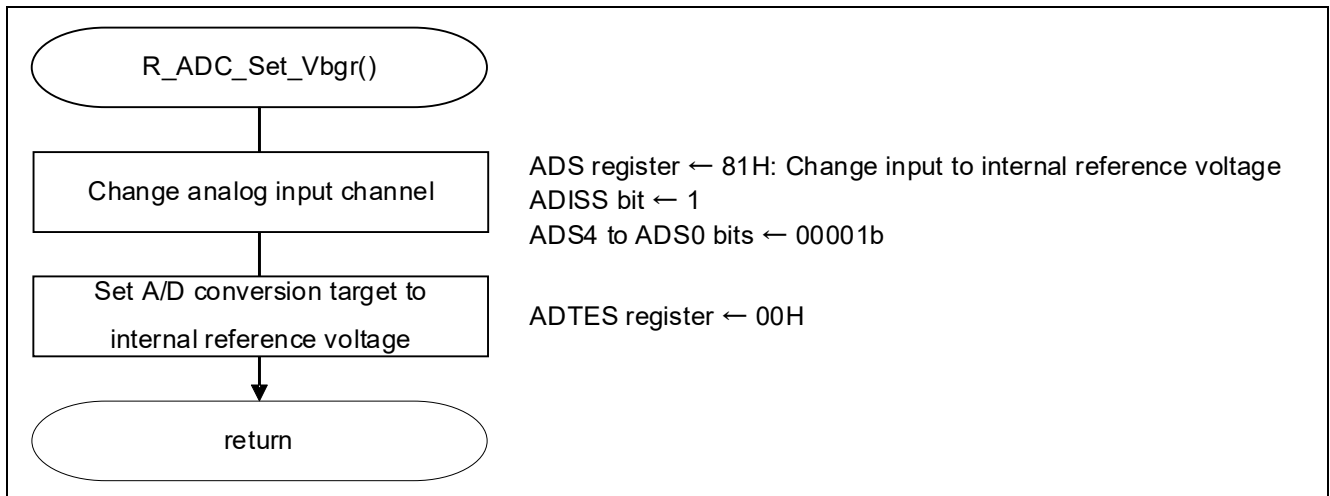 R_ADC_Set_Vbgr()
Change analog input channel
ADS register ← 81H: Change input to internal reference voltage
ADISS bit ← 1
ADS4 to ADS0 bits ← 00001b
Set A/D conversion target to
internal reference voltage
ADTES register ← 00H
return